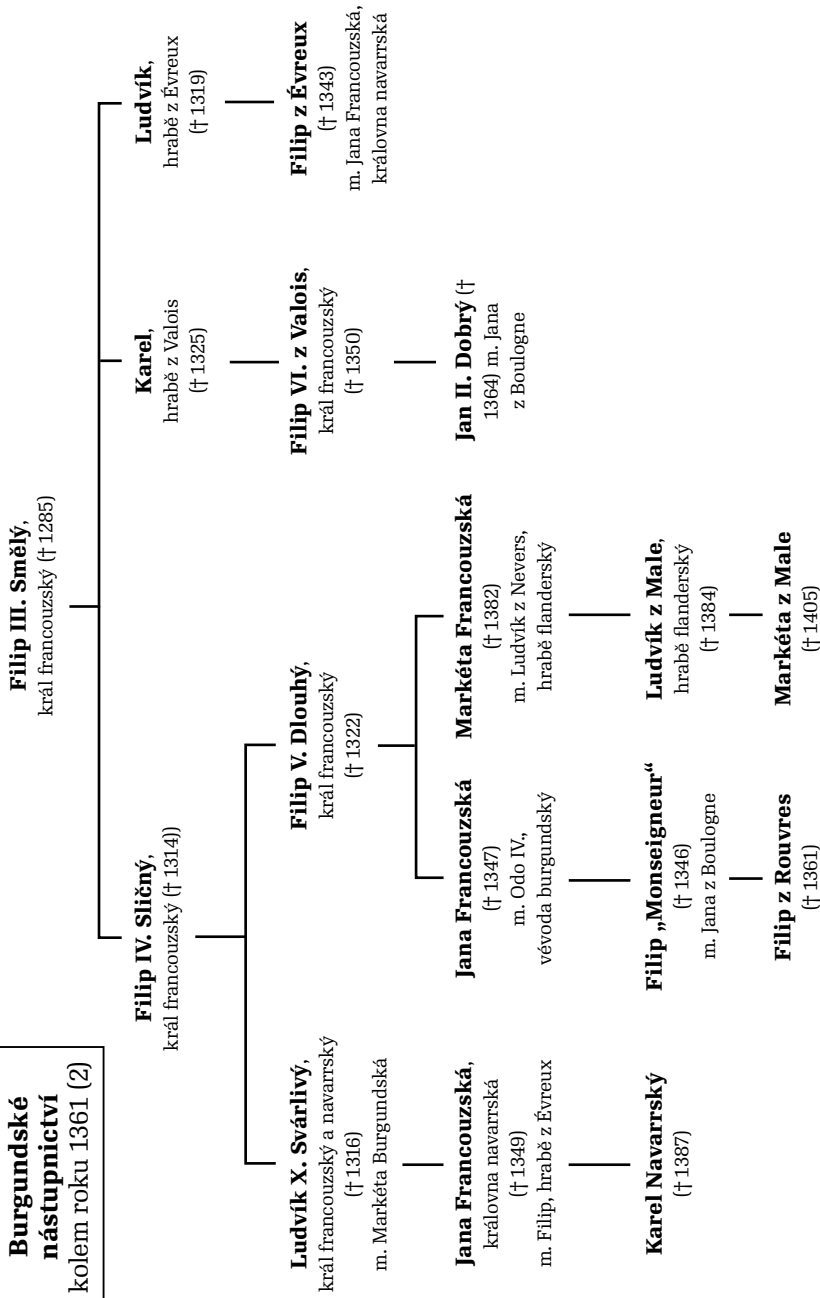 Burgundské
nástupnictví
kolem roku 1361 (2)
Filip III. Smělý,
král francouzský († 1285)
Filip IV. Sličný,
král francouzský († 1314))
Karel,
hrabě z Valois
(† 1325)
Ludvík,
hrabě z Évreux
(† 1319)
Ludvík X. Svárlivý,
král francouzský a navarrský
(† 1316)
m. Markéta Burgundská
Filip V. Dlouhý,
král francouzský
(† 1322)
Filip VI. z Valois,
král francouzský
(† 1350)
Filip z Évreux
(† 1343)
m. Jana Francouzská,
královna navarrská
Jana Francouzská,
královna navarrská
(† 1349)
m. Filip, hrabě z Évreux
Jana Francouzská
(† 1347)
m. Odo IV.,
vévoda burgundský
Markéta Francouzská
(† 1382)
m. Ludvík z Nevers,
hrabě flanderský
Jan II. Dobrý (†
1364) m. Jana
z Boulogne
Karel Navarrský
(† 1387)
Filip „Monseigneur“
(† 1346)
m. Jana z Boulogne
Ludvík z Male,
hrabě flanderský
(† 1384)
Filip z Rouvres
(† 1361)
Markéta z Male
(† 1405)